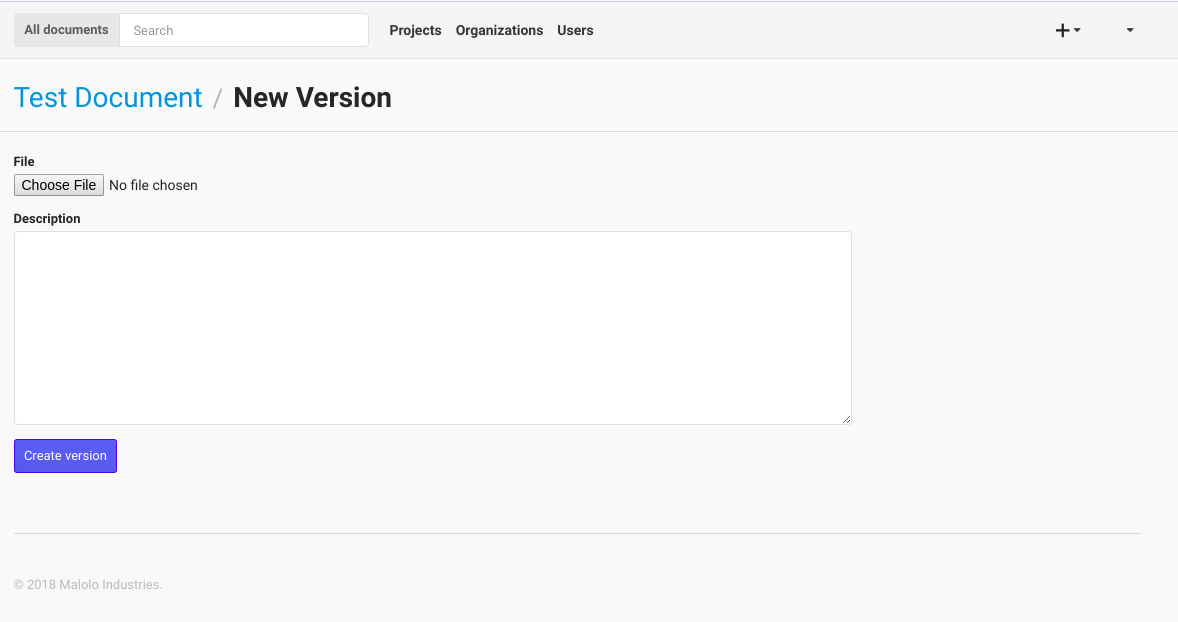 All documents Search Projects Organizations Users
Test Document / New Version
File
Choose File No file chosen
Description
Create version
© 2018 Malolo Industries.